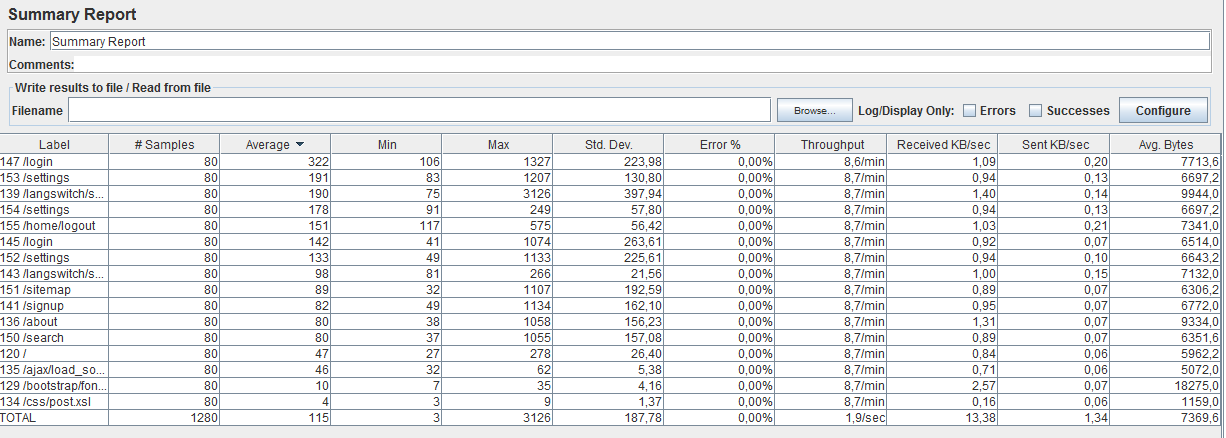 Summary Report
Name: Summary Report
Comments:
Write results to file / Read from file
Filename Browse... Log/Display Only: Errors Successes Configure
Label # Samples Average Min Max Std. Dev. Error % Throughput Received KB/sec Sent KB/sec Avg. Bytes
147 /login 80 322 106 1327 223,98 0,00% 8,6/min 1,09 0,20 7713,6
153 /settings 80 191 83 1207 130,80 0,00% 8,7/min 0,94 0,13 6697,2
139 /langswitch/s... 80 190 75 3126 397,94 0,00% 8,7/min 1,40 0,14 9944,0
154 /settings 80 178 91 249 57,80 0,00% 8,7/min 0,94 0,13 6697,2
155 /home/logout 80 151 117 575 56,42 0,00% 8,7/min 1,03 0,21 7341,0
145 /login 80 142 41 1074 263,61 0,00% 8,7/min 0,92 0,07 6514,0
152 /settings 80 133 49 1133 225,61 0,00% 8,7/min 0,94 0,10 6643,2
143 /langswitch/s... 80 98 81 266 21,56 0,00% 8,7/min 1,00 0,15 7132,0
151 /sitemap 80 89 32 1107 192,59 0,00% 8,7/min 0,89 0,07 6306,2
141 /signup 80 82 49 1134 162,10 0,00% 8,7/min 0,95 0,07 6772,0
136 /about 80 80 38 1058 156,23 0,00% 8,7/min 1,31 0,07 9334,0
150 /search 80 80 37 1055 157,08 0,00% 8,7/min 0,89 0,07 6351,6
120 / 80 47 27 278 26,40 0,00% 8,7/min 0,84 0,06 5962,2
135 /ajax/load_so... 80 46 32 62 5,38 0,00% 8,7/min 0,71 0,06 5072,0
129 /bootstrap/fon... 80 10 7 35 4,16 0,00% 8,7/min 2,57 0,07 18275,0
134 /css/post.xsl 80 4 3 9 1,37 0,00% 8,7/min 0,16 0,06 1159,0
TOTAL 1280 115 3 3126 187,78 0,00% 1,9/sec 13,38 1,34 7369,6